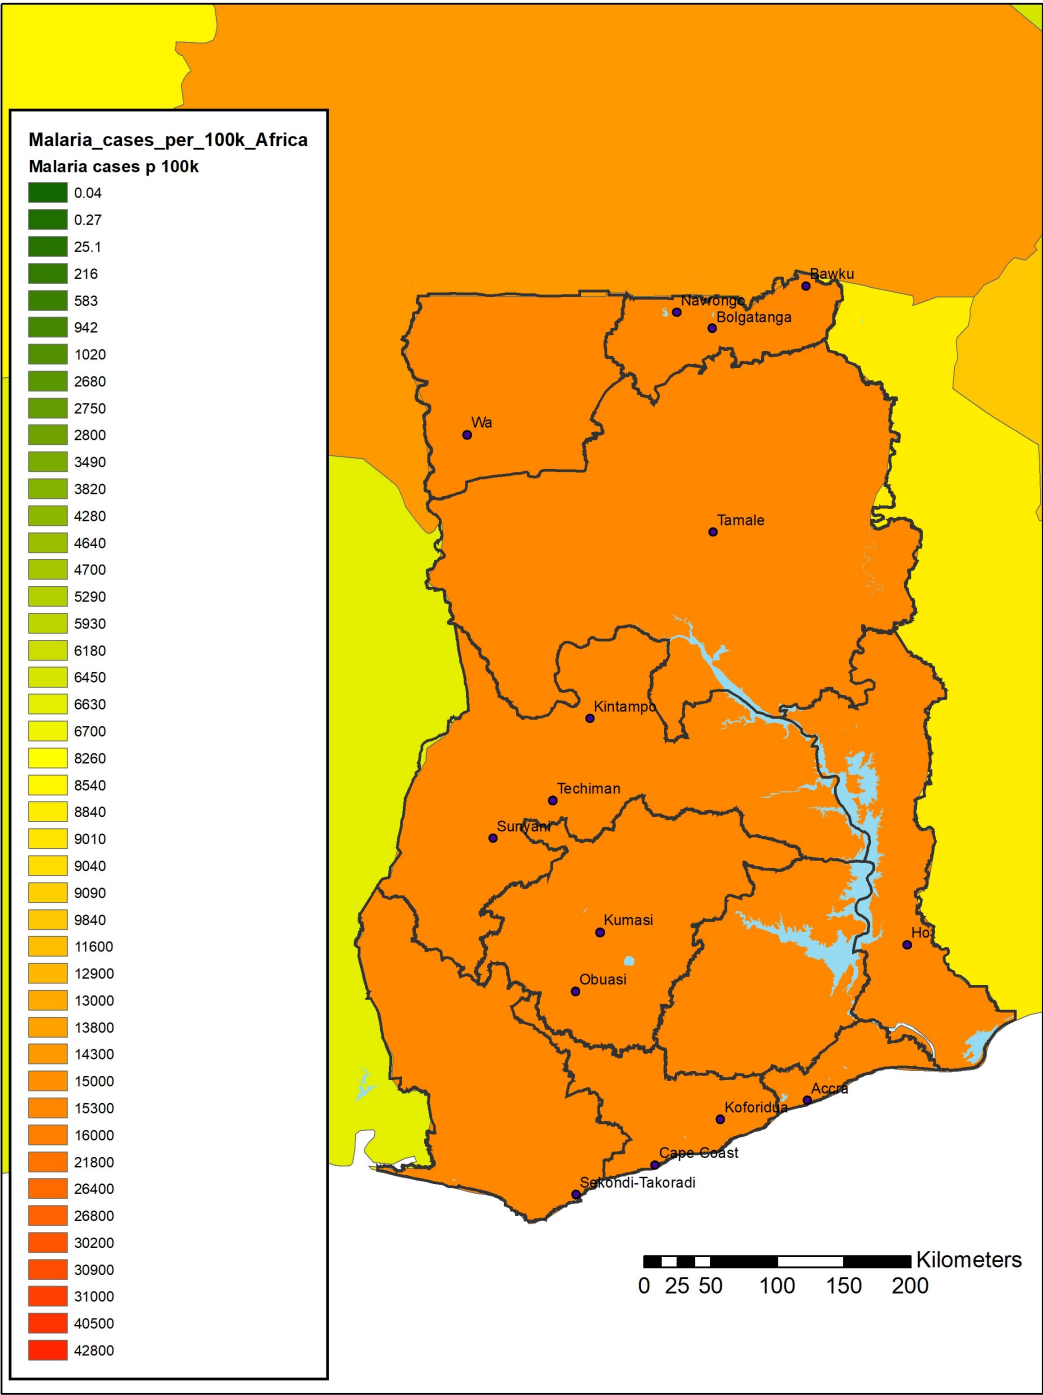 Malaria_cases_per_100k_Africa
Malaria cases p 100k
0.04
0.27
25.1
216
583
942
1020
2680
2750
2800
3490
3820
4280
4640
4700
5290
5930
6180
6450
6630
6700
8260
8540
8840
9010
9040
9090
9840
11600
12900
13000
13800
14300
15000
15300
16000
21800
26400
26800
30200
30900
31000
40500
42800
Bawku
Navrongo
Bolgatanga
Wa
Tamale
Kintampo
Techiman
Sunyani
Kumasi
Ho
Obuasi
Accra
Koforidua
Cape Coast
Sekondi-Takoradi
Kilometers
0 25 50 100 150 200